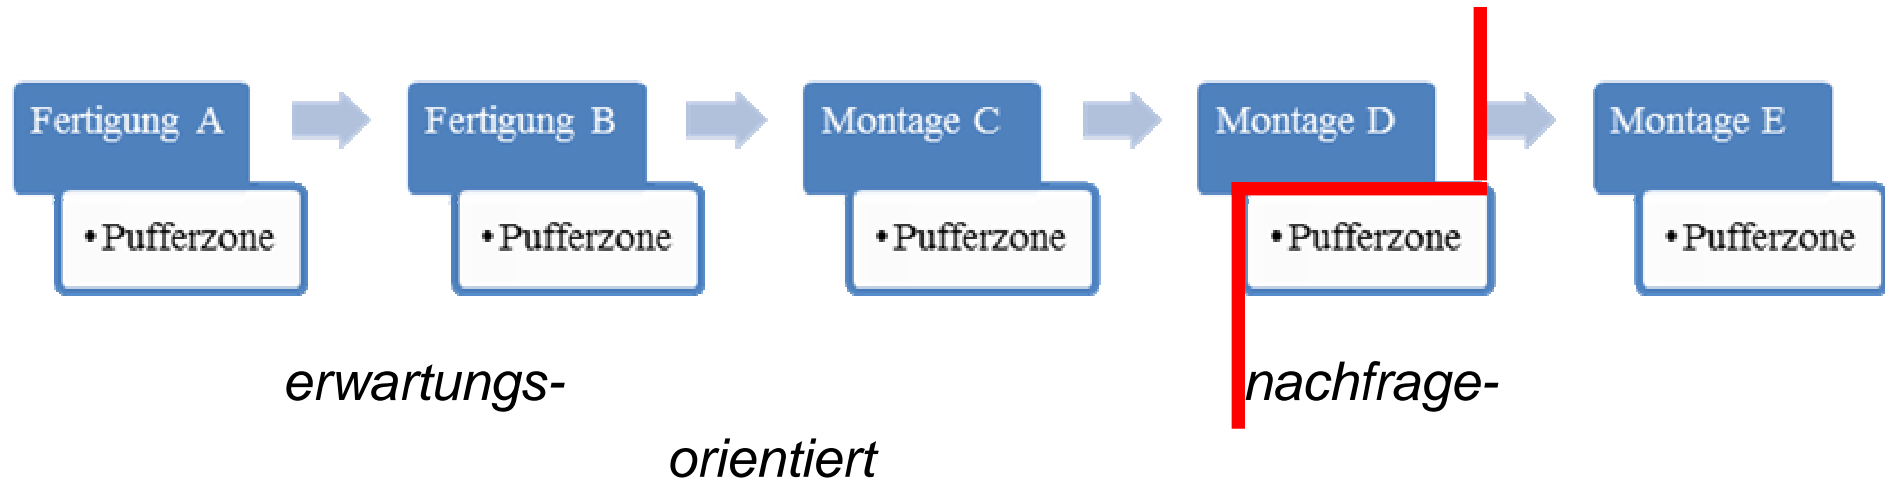 Fertigung A
Fertigung B
Montage C
Montage D
Montage E
• Pufferzone
• Pufferzone
• Pufferzone
• Pufferzone
• Pufferzone
erwartungs-
nachfrage-
orientiert